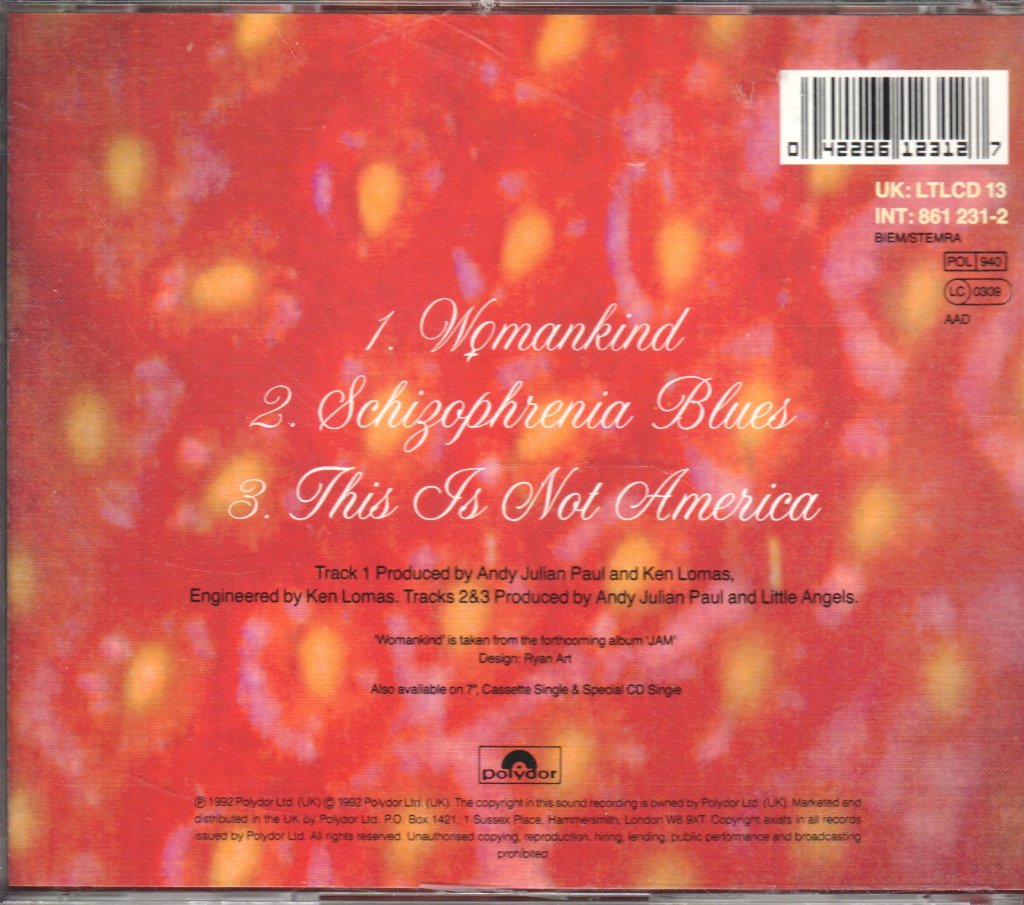 0 42286 12312 7
UK: LTLCD 13
INT: 861 231-2
BIEM/STEMRA
POL 940
LC 0309
AAD
1. Womankind
2. Schizophrenia Blues
3. This Is Not America
Track 1 Produced by Andy Julian Paul and Ken Lomas,
Engineered by Ken Lomas. Tracks 2&3 Produced by Andy Julian Paul and Little Angels.
'Womankind' is taken from the forthcoming album 'JAM'
Design: Ryan Art
Also available on 7", Cassette Single & Special CD Single
Polydor
℗ 1992 Polydor Ltd. (UK) © 1992 Polydor Ltd. (UK). The copyright in this sound recording is owned by Polydor Ltd. (UK). Marketed and
distributed in the UK by Polydor Ltd. P.O. Box 1421, 1 Sussex Place, Hammersmith, London W6 9XT. Copyright exists in all records
issued by Polydor Ltd. All rights reserved. Unauthorised copying, reproduction, hiring, lending, public performance and broadcasting
prohibited